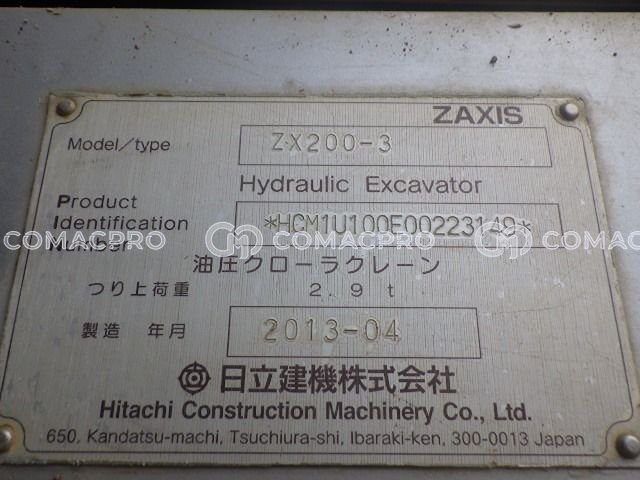 ZAXIS
Model/type ZX200-3
Hydraulic Excavator
Product
Identification *HCM1U100E00223149*
Number
COMACPRO COMACPRO COMACPRO
油圧クローラクレーン
つり上荷重 2.9 t
製造 年月 2013-04
日立建機株式会社
Hitachi Construction Machinery Co., Ltd.
650, Kandatsu-machi, Tsuchiura-shi, Ibaraki-ken, 300-0013 Japan